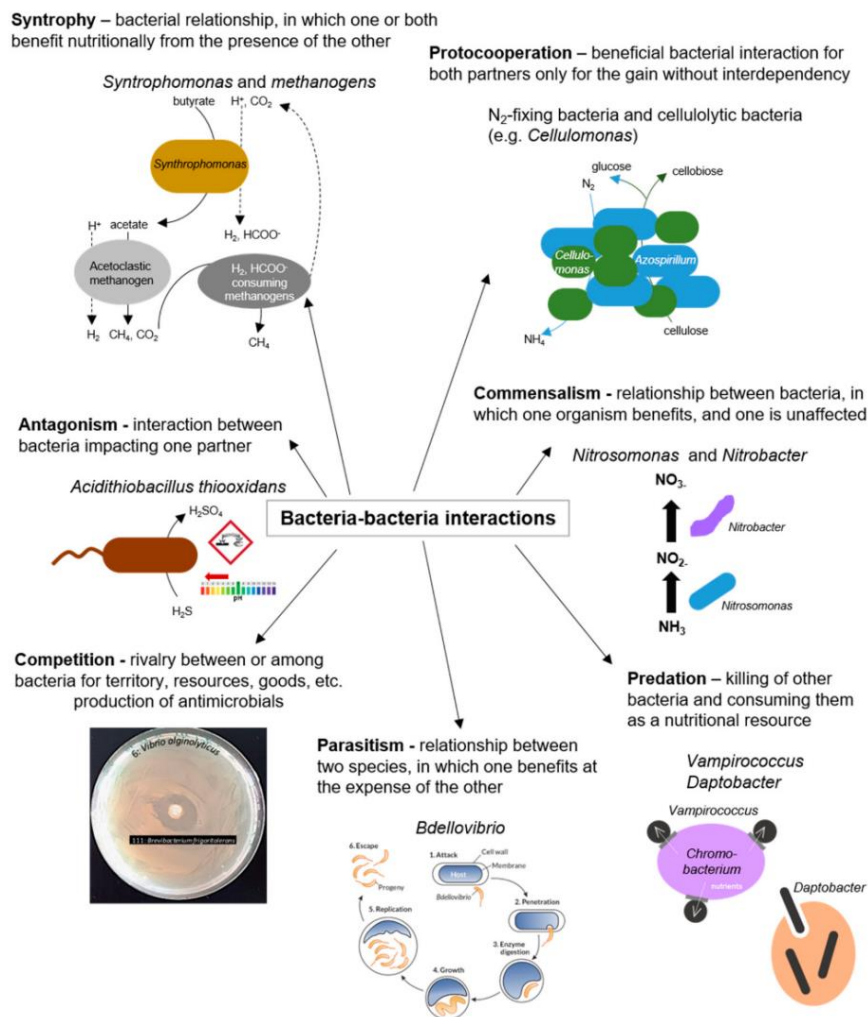 Syntrophy – bacterial relationship, in which one or both
benefit nutritionally from the presence of the other
Syntrophomonas and methanogens
butyrate
H⁺, CO₂
Synthrophomonas
H₂, HCOO⁻
H⁺
acetate
Acetoclastic
methanogen
H₂, HCOO⁻
consuming
methanogens
H₂
CH₄, CO₂
CH₄
Protocooperation – beneficial bacterial interaction for
both partners only for the gain without interdependency
N₂-fixing bacteria and cellulolytic bacteria
(e.g. Cellulomonas)
glucose
cellobiose
N₂
Cellulo-
monas
Azospirillum
NH₄
cellulose
Antagonism - interaction between
bacteria impacting one partner
Acidithiobacillus thiooxidans
H₂SO₄
pH
H₂S
Bacteria-bacteria interactions
Commensalism - relationship between bacteria, in
which one organism benefits, and one is unaffected
Nitrosomonas and Nitrobacter
NO₃₋
Nitrobacter
NO₂₋
Nitrosomonas
NH₃
Competition - rivalry between or among
bacteria for territory, resources, goods, etc.
production of antimicrobials
6: Vibrio alginolyticus
111: Brevibacterium frigoritolerans
Parasitism - relationship between
two species, in which one benefits at
the expense of the other
Bdellovibrio
6. Escape
Progeny
1. Attack
Cell wall
Membrane
Host
Bdellovibrio
2. Penetration
3. Enzyme
digestion
4. Growth
5. Replication
Predation – killing of other
bacteria and consuming them
as a nutritional resource
Vampirococcus
Daptobacter
Vampirococcus
Chromo-
bacterium
nutrients
Daptobacter